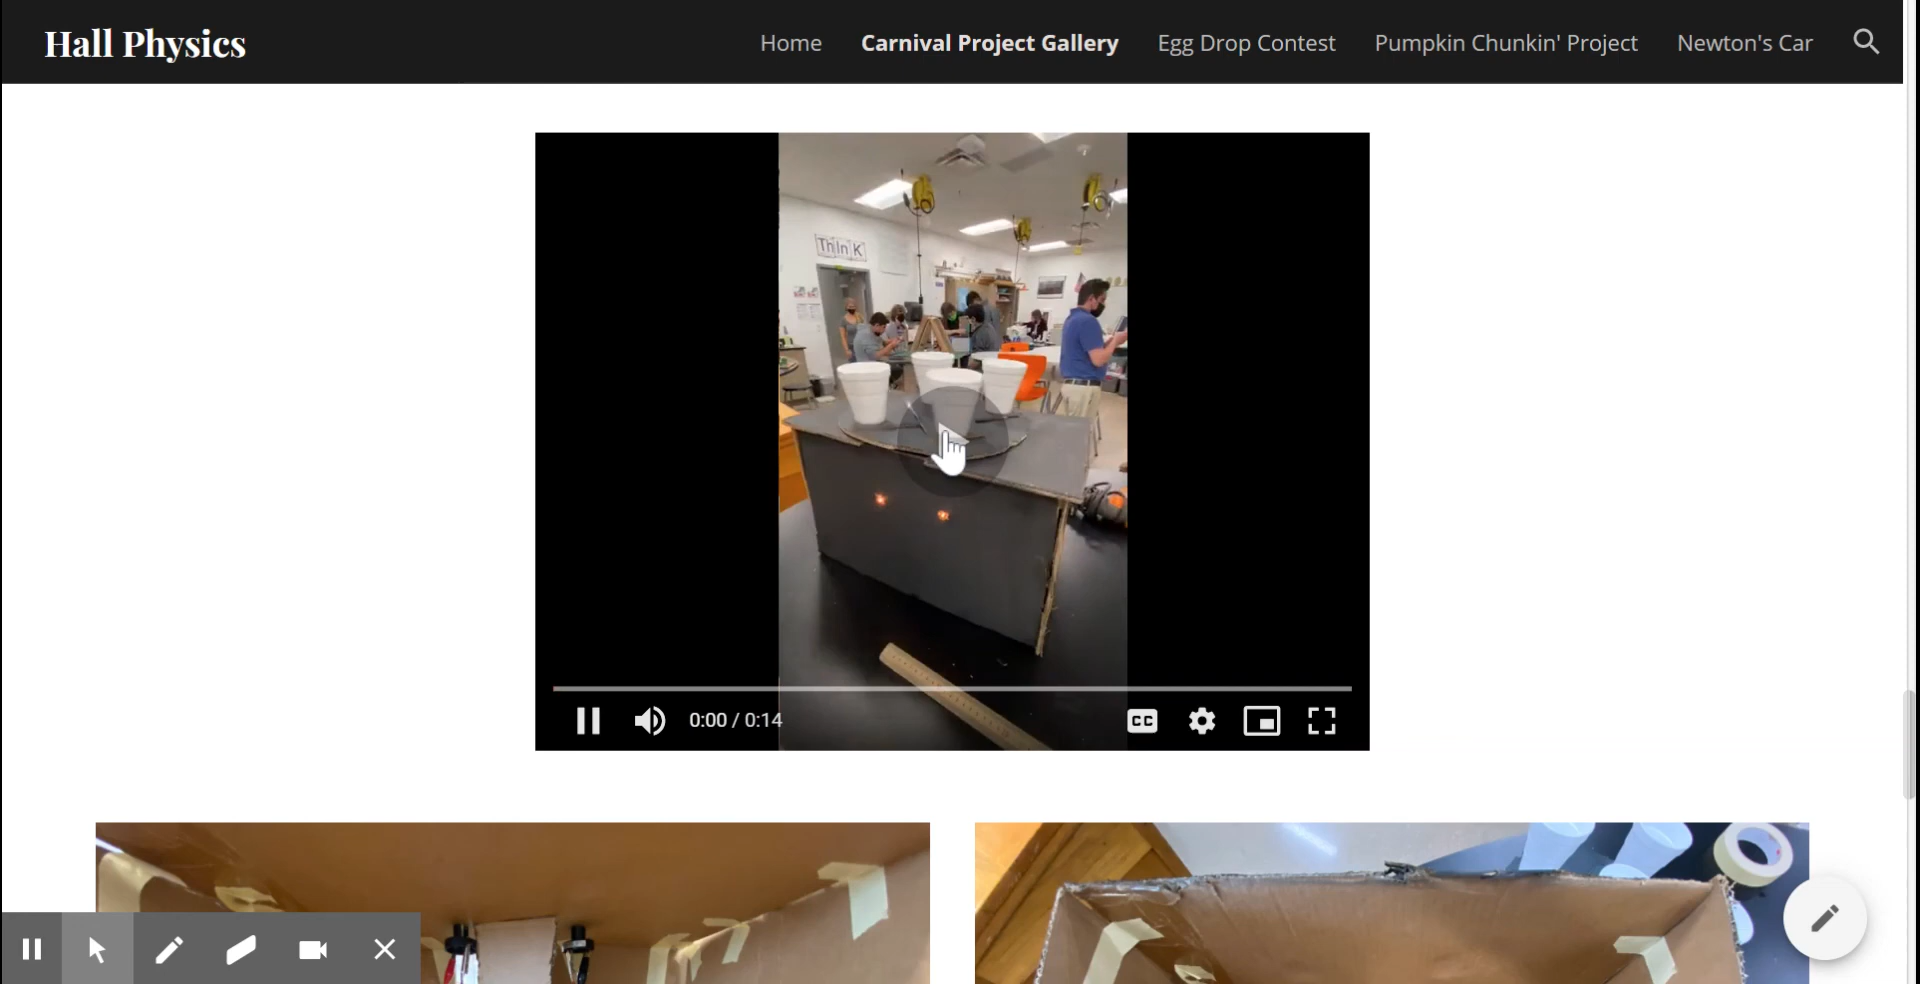 Hall Physics
Home
Carnival Project Gallery
Egg Drop Contest
Pumpkin Chunkin' Project
Newton's Car
ThInK
0:00 / 0:14
CC